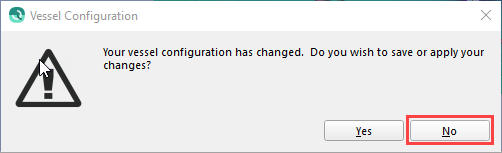 Vessel Configuration
Your vessel configuration has changed.  Do you wish to save or apply your
changes?
Yes
No